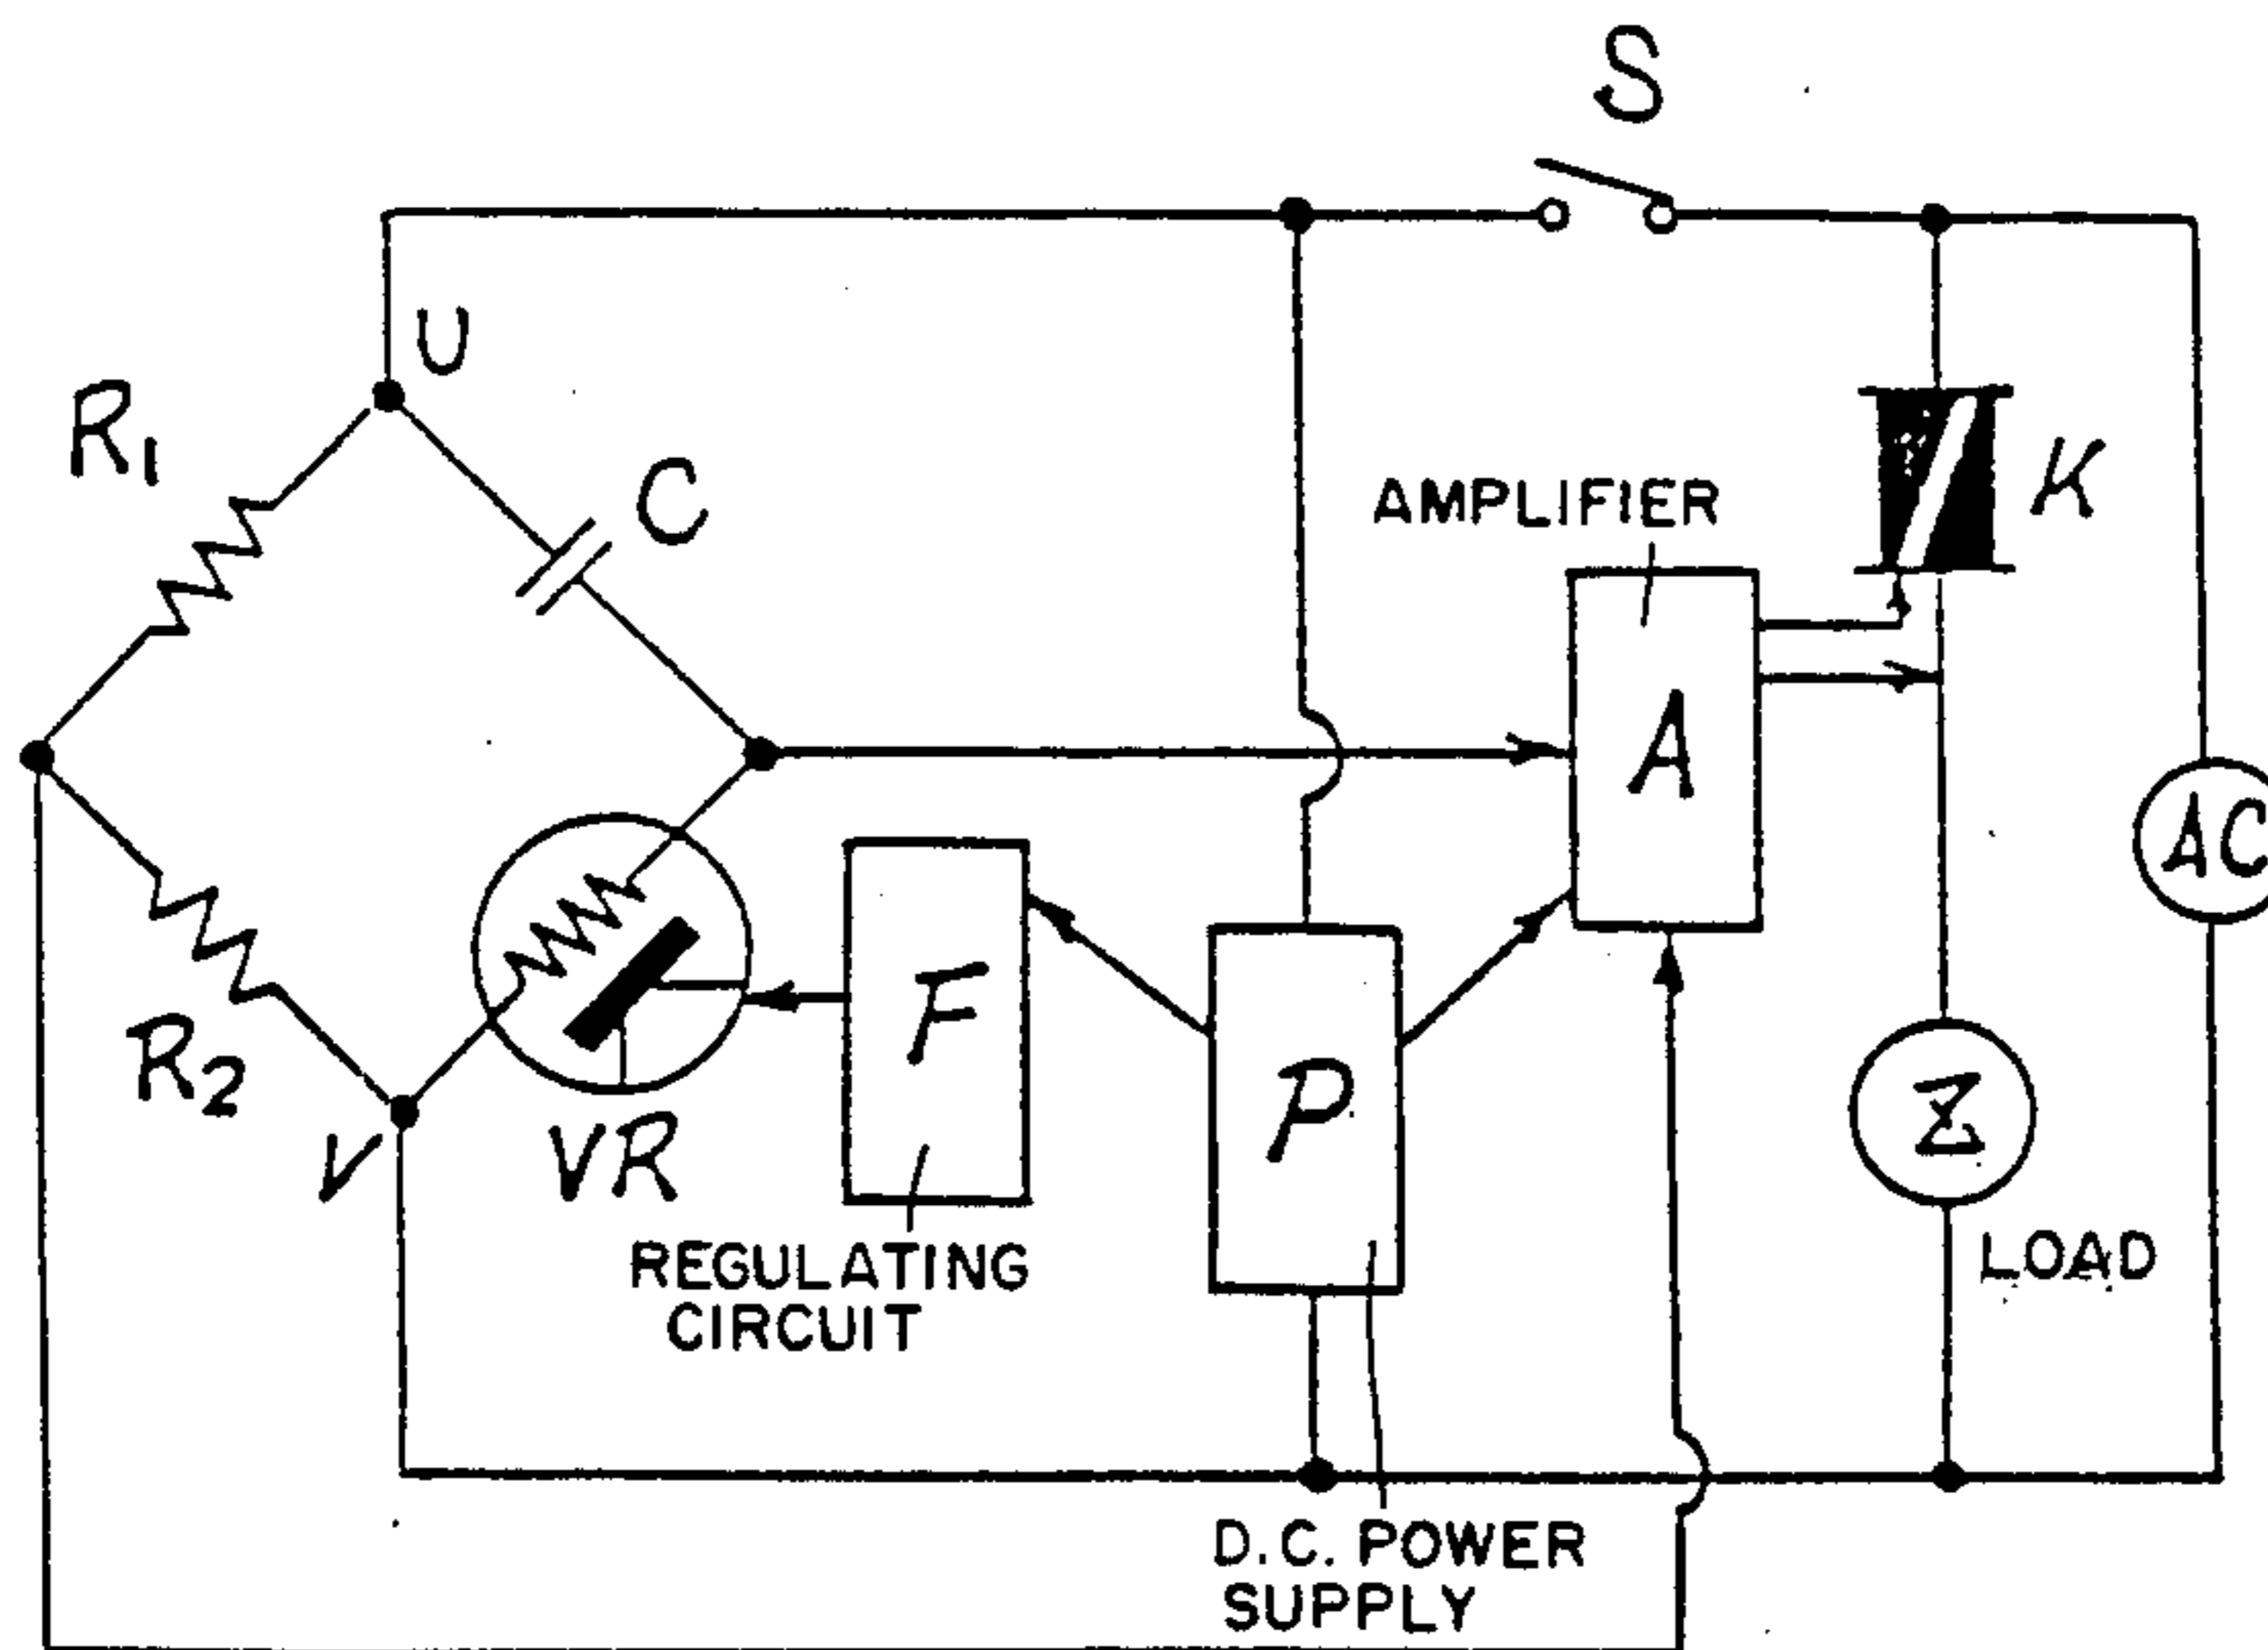 S
U
R1
C
K
AMPLIFIER
A
AC
F
P
R2
V
VR
Z
REGULATING
CIRCUIT
LOAD
D.C. POWER
SUPPLY